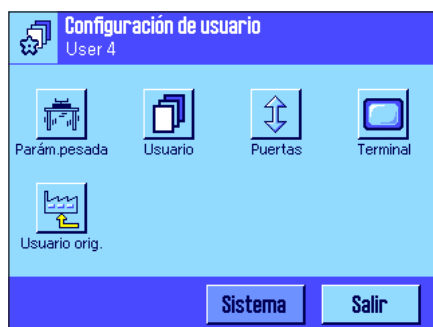 Configuración de usuario
User 4
Parám.pesada
Usuario
Puertas
Terminal
Usuario orig.
Sistema
Salir